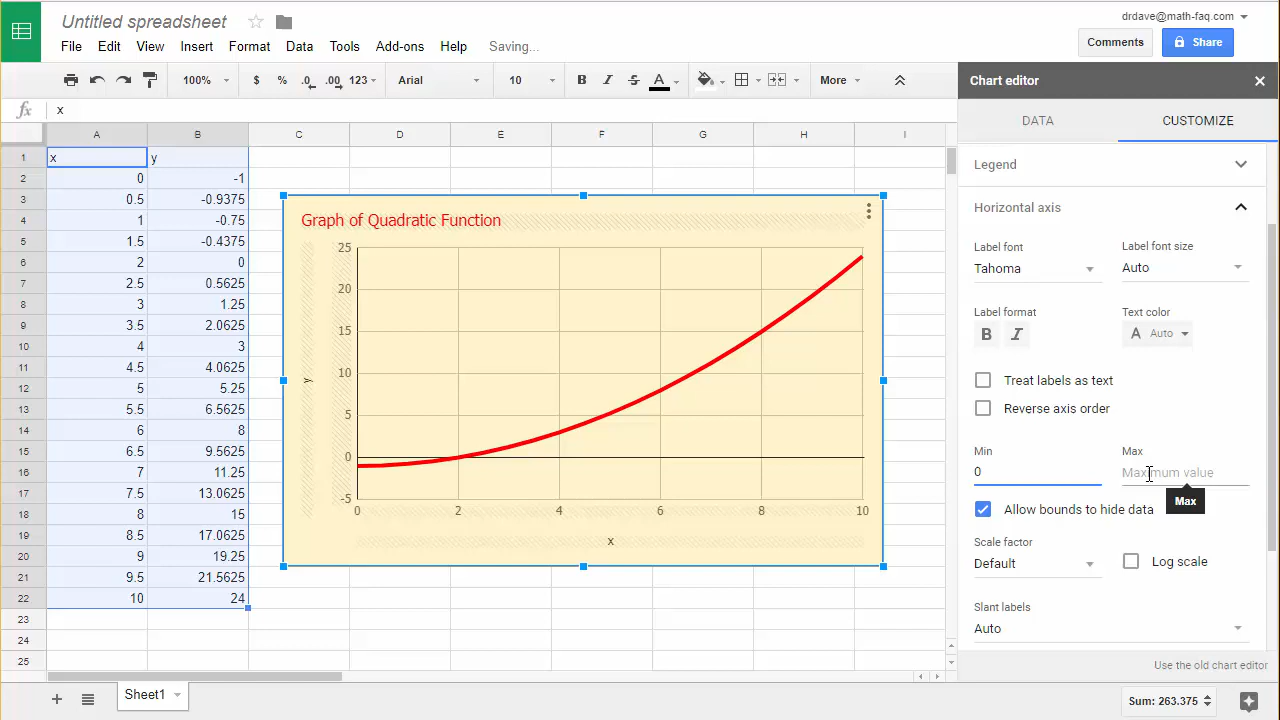 Untitled spreadsheet
drdave@math-faq.com
File Edit View Insert Format Data Tools Add-ons Help Saving...
Comments Share
100% $ % .0 .00 123 Arial 10 B I S A More
Chart editor
fx x
DATA CUSTOMIZE
A B C D E F G H I
1 x y
2 0 -1
3 0.5 -0.9375
4 1 -0.75
5 1.5 -0.4375
6 2 0
7 2.5 0.5625
8 3 1.25
9 3.5 2.0625
10 4 3
11 4.5 4.0625
12 5 5.25
13 5.5 6.5625
14 6 8
15 6.5 9.5625
16 7 11.25
17 7.5 13.0625
18 8 15
19 8.5 17.0625
20 9 19.25
21 9.5 21.5625
22 10 24
23
24
25
Graph of Quadratic Function
25
20
15
10
5
0
-5
y
0 2 4 6 8 10
x
Legend
Horizontal axis
Label font Label font size
Tahoma Auto
Label format Text color
B I A Auto
Treat labels as text
Reverse axis order
Min Max
0 Maximum value
Max
Allow bounds to hide data
Scale factor
Default Log scale
Slant labels
Auto
Use the old chart editor
Sheet1
Sum: 263.375